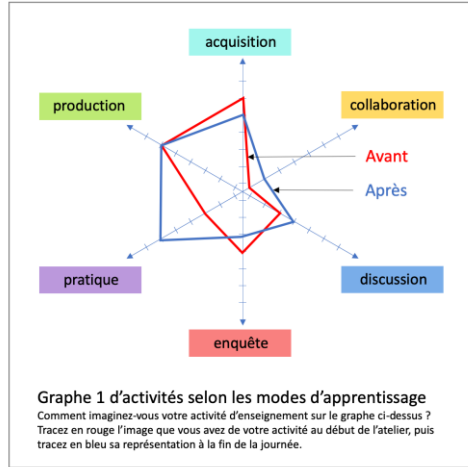 acquisition
production
collaboration
Avant
Après
pratique
discussion
enquête
Graphe 1 d'activités selon les modes d'apprentissage
Comment imaginez-vous votre activité d'enseignement sur le graphe ci-dessus ?
Tracez en rouge l'image que vous avez de votre activité au début de l'atelier, puis
tracez en bleu sa représentation à la fin de la journée.